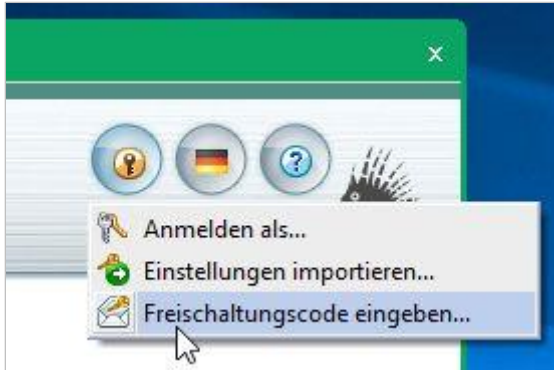 x
?
Anmelden als...
Einstellungen importieren...
Freischaltungscode eingeben...